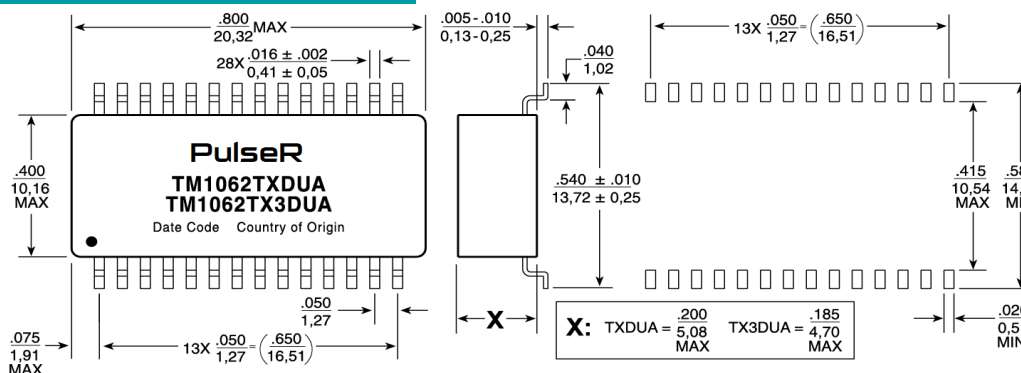 .800
20,32 MAX
28X .016 ± .002
0,41 ± 0,05
.400
10,16
MAX
PulseR
TM1062TXDUA
TM1062TX3DUA
Date Code Country of Origin
.050
1,27
.075
1,91
MAX
13X .050 = (.650)
1,27 (16,51)
.005-.010
0,13-0,25
.040
1,02
.540 ± .010
13,72 ± 0,25
X
X: TXDUA = .200
5,08
MAX
TX3DUA = .185
4,70
MAX
13X .050 = (.650)
1,27 (16,51)
.415
10,54
MAX